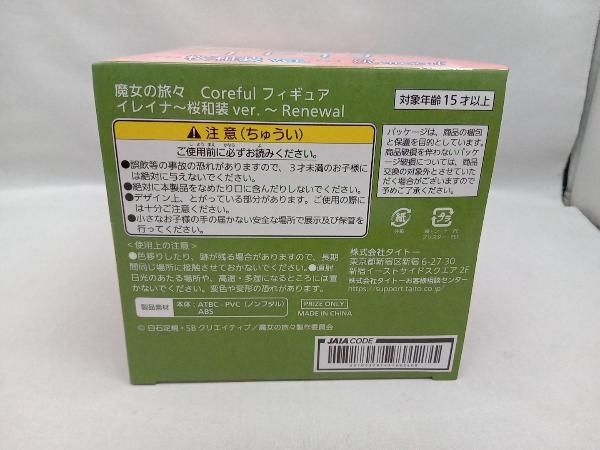 魔女の旅々 Coreful フィギュア
イレイナ～桜和装 ver.～ Renewal
対象年齢 15才以上
注意(ちゅうい)
ご使用前に必ずお読みください。
●誤飲等の事故の恐れがありますので、3才未満のお子様に
は絶対に与えないでください。
●絶対に本製品をなめたり口に含んだりしないでください。
●デザイン上、とがっている部分があります。ご使用の際に
は十分ご注意ください。
●小さなお子様の手の届かない安全な場所で展示及び保管を
行ってください。
<使用上の注意>
●色移りしたり、跡が残る場合がありますので、長期
間同じ場所に接触させておかないでください。●直射
日光のあたる場所や、高温・多湿になるところには置
かないでください。変色や変形の恐れがあります。
製品素材
本体:ATBC-PVC(ノンフタル)
ABS
PRIZE ONLY
MADE IN CHINA
© 白石定規・SBクリエイティブ/魔女の旅々製作委員会
パッケージは、商品の梱包
と保護を目的としています。
商品破損を伴わないパッケ
ージ破損については、商品
交換の対象外とさせていた
だく場合がございますので
予めご了承ください。
紙
プラ
株式会社タイトー
東京都新宿区新宿 6-27-30
新宿イーストサイドスクエア 2F
<株式会社タイトーお客様相談センター>
https://support.taito.co.jp/
JAIA CODE